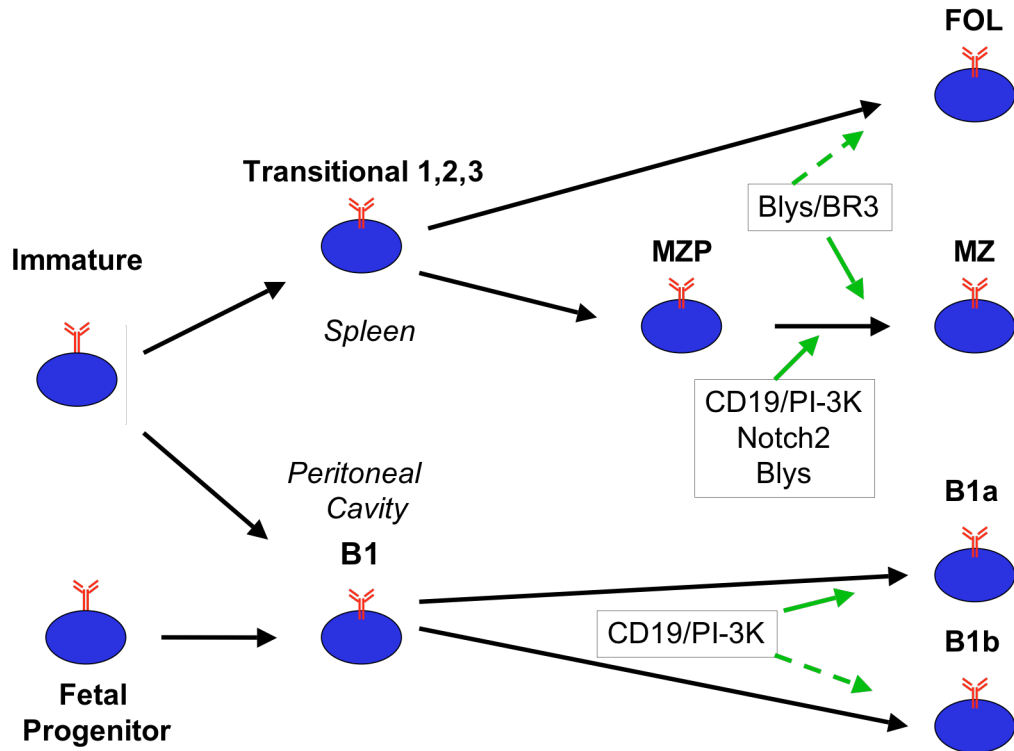 FOL
Transcriptional 1,2,3
Blys/BR3
Immature
MZP
MZ
Spleen
CD19/PI-3K
Notch2
Blys
Peritoneal
Cavity
B1a
B1
CD19/PI-3K
B1b
Fetal
Progenitor